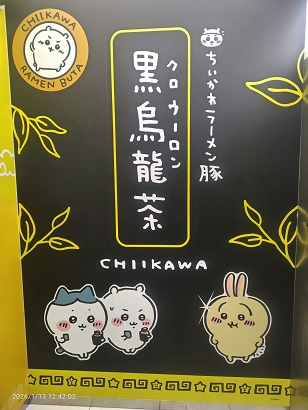 CHIIKAWA
RAMEN BUTA
ちいかわラーメン豚
黒烏龍茶
クロウーロン
CHIIKAWA
2026/1/13 12:42:02